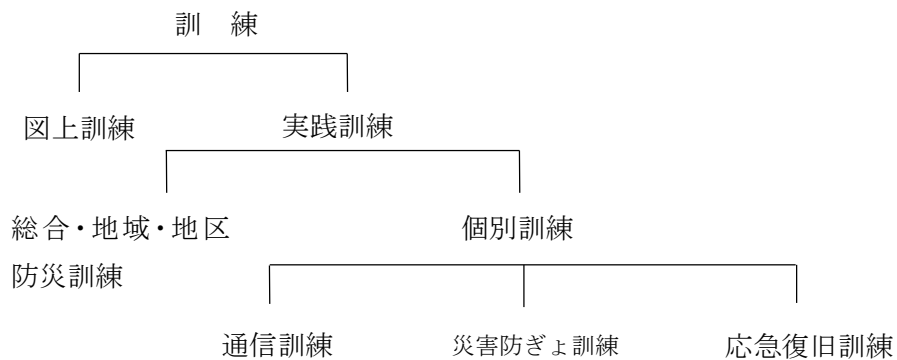 訓　練
図上訓練　実践訓練
総合・地域・地区　個別訓練
防災訓練
通信訓練　災害防ぎょ訓練　応急復旧訓練